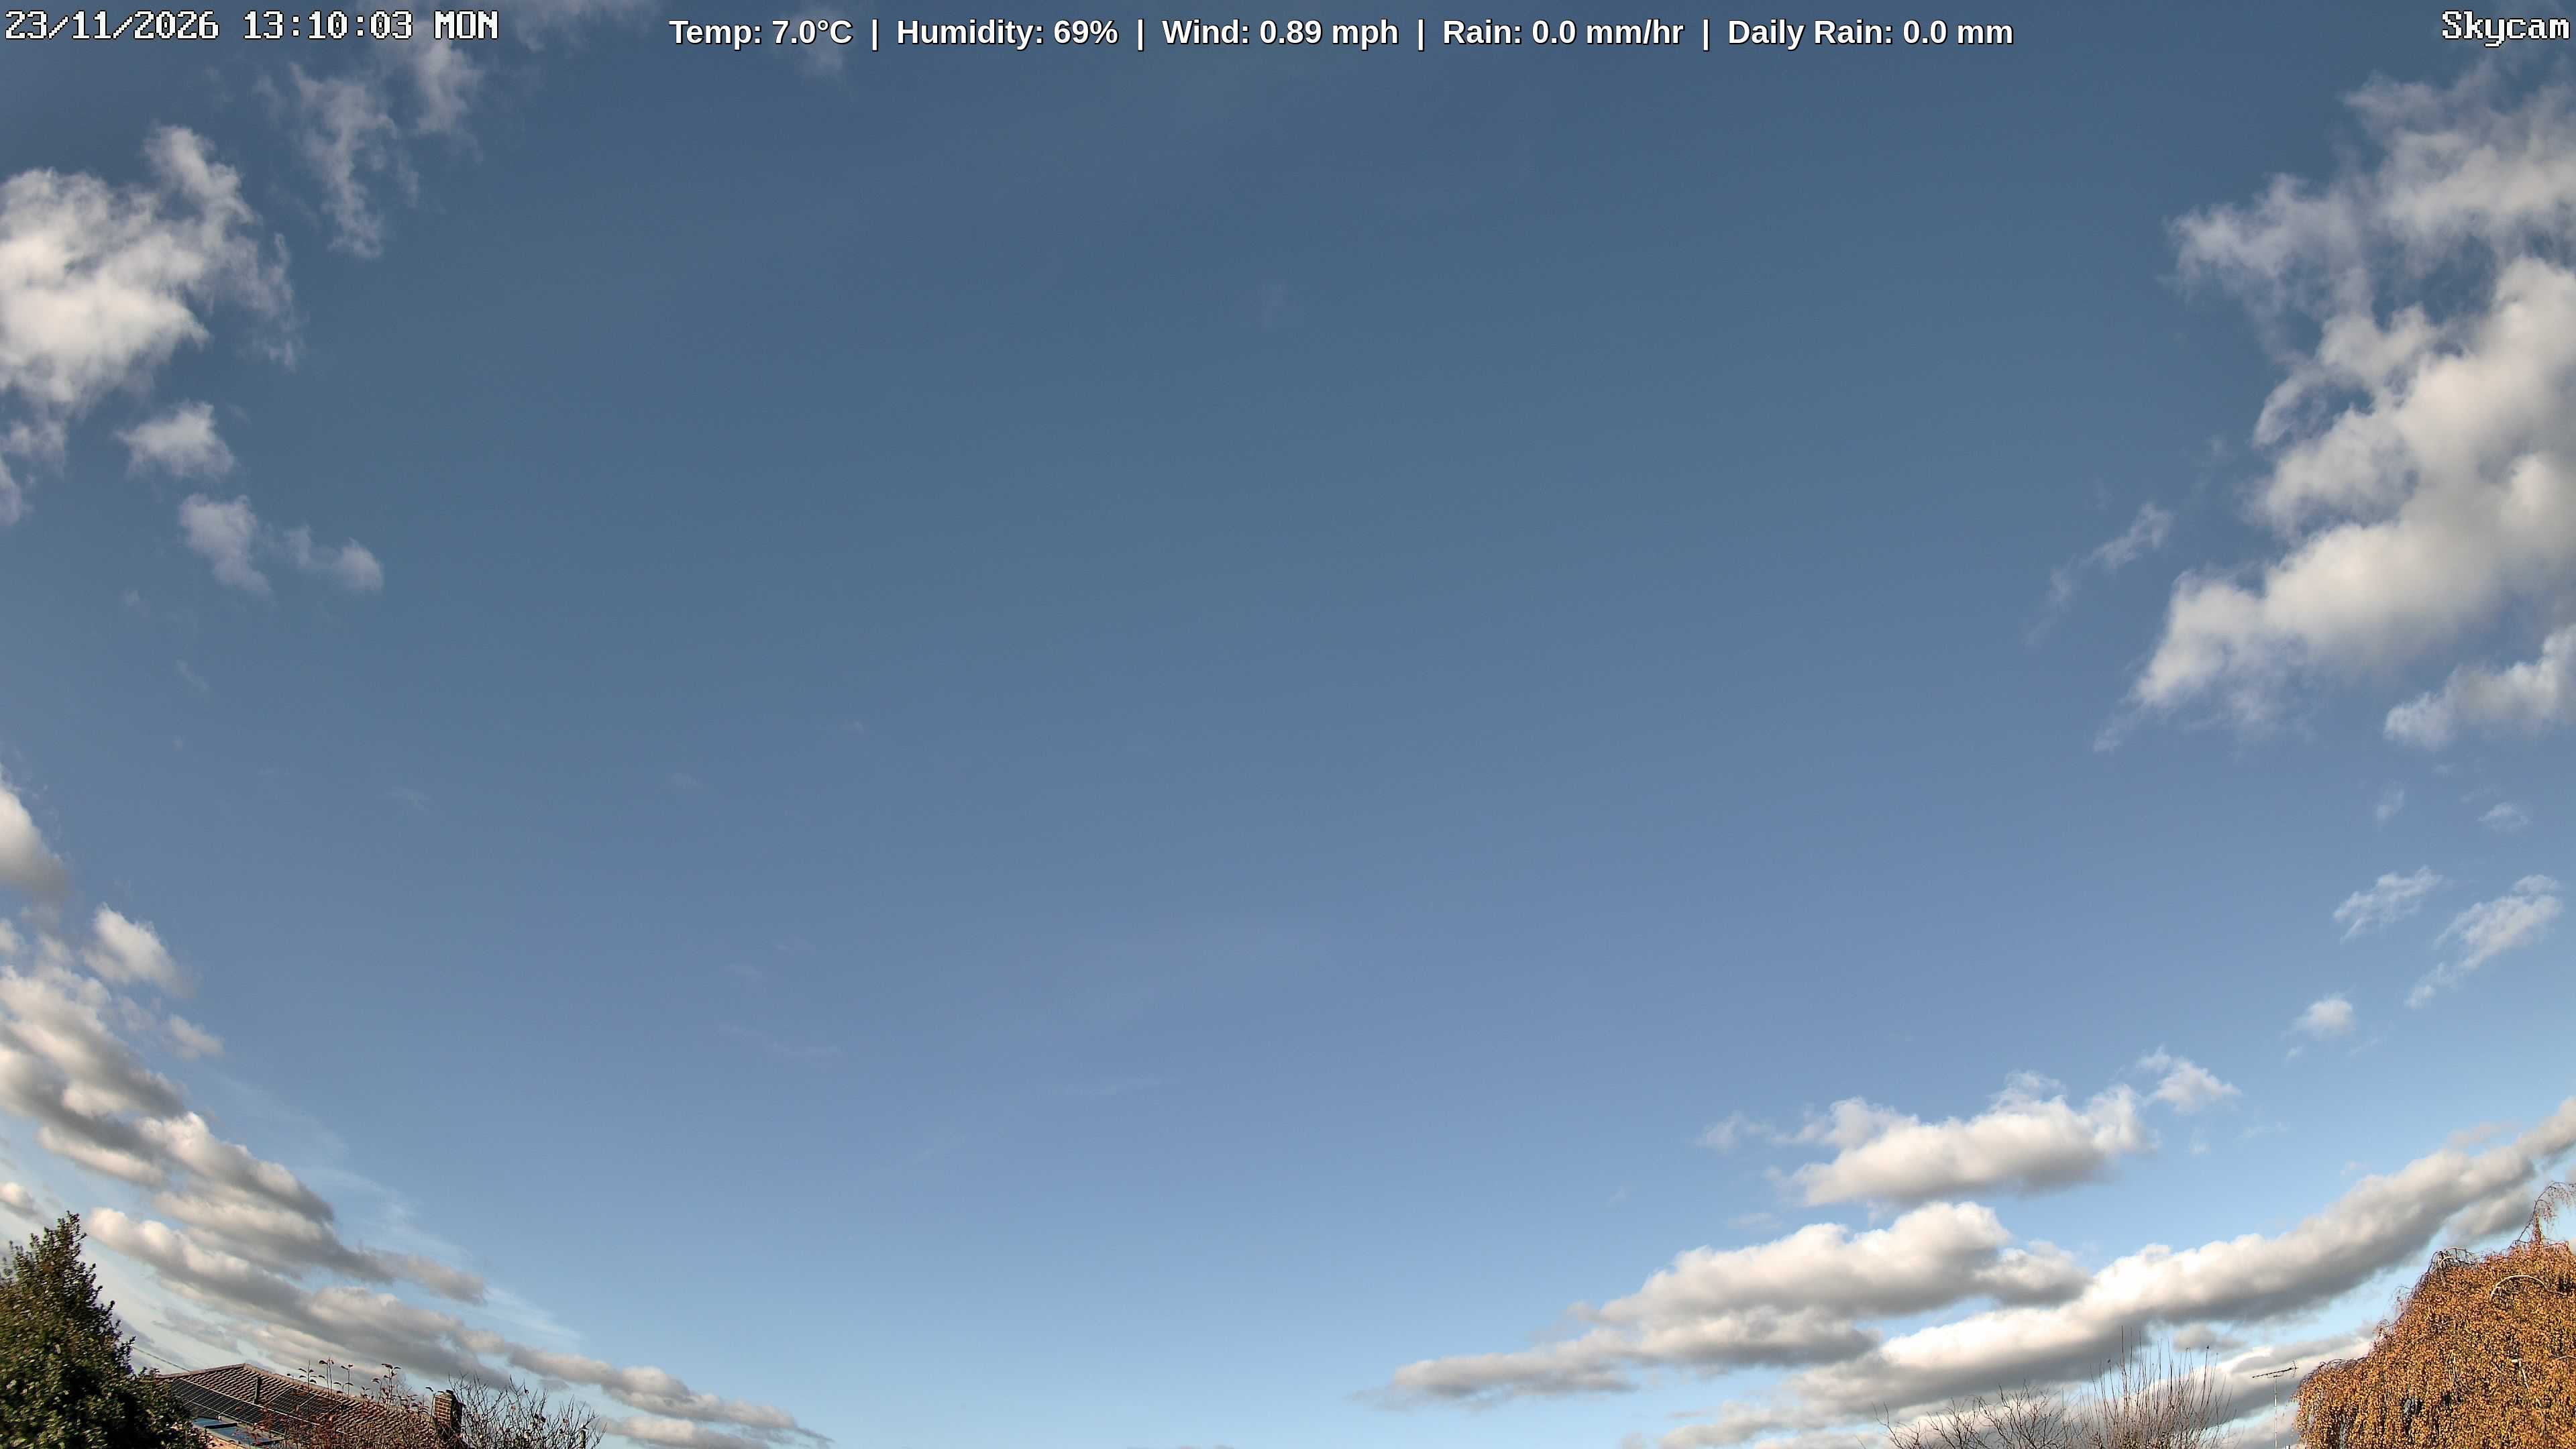 23/11/2026 13:10:03 MON
Temp: 7.0°C | Humidity: 69% | Wind: 0.89 mph | Rain: 0.0 mm/hr | Daily Rain: 0.0 mm
Skycam